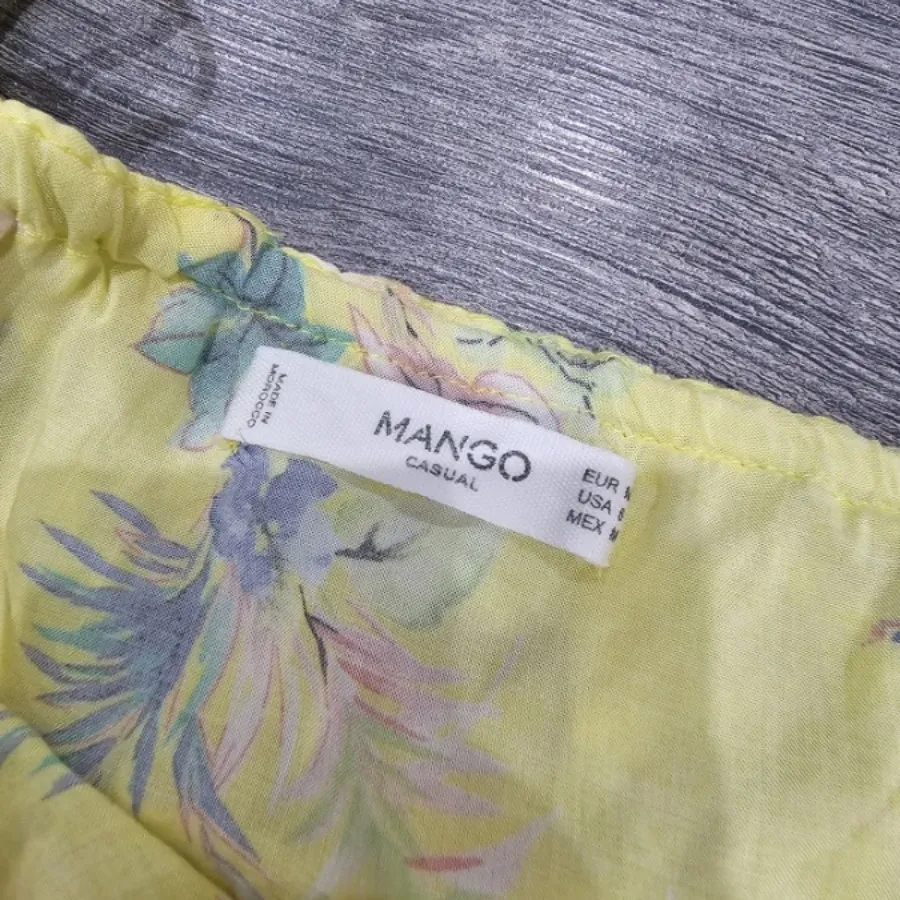 MADE IN
MOROCCO
MANGO
CASUAL
EUR M
USA
MEX M